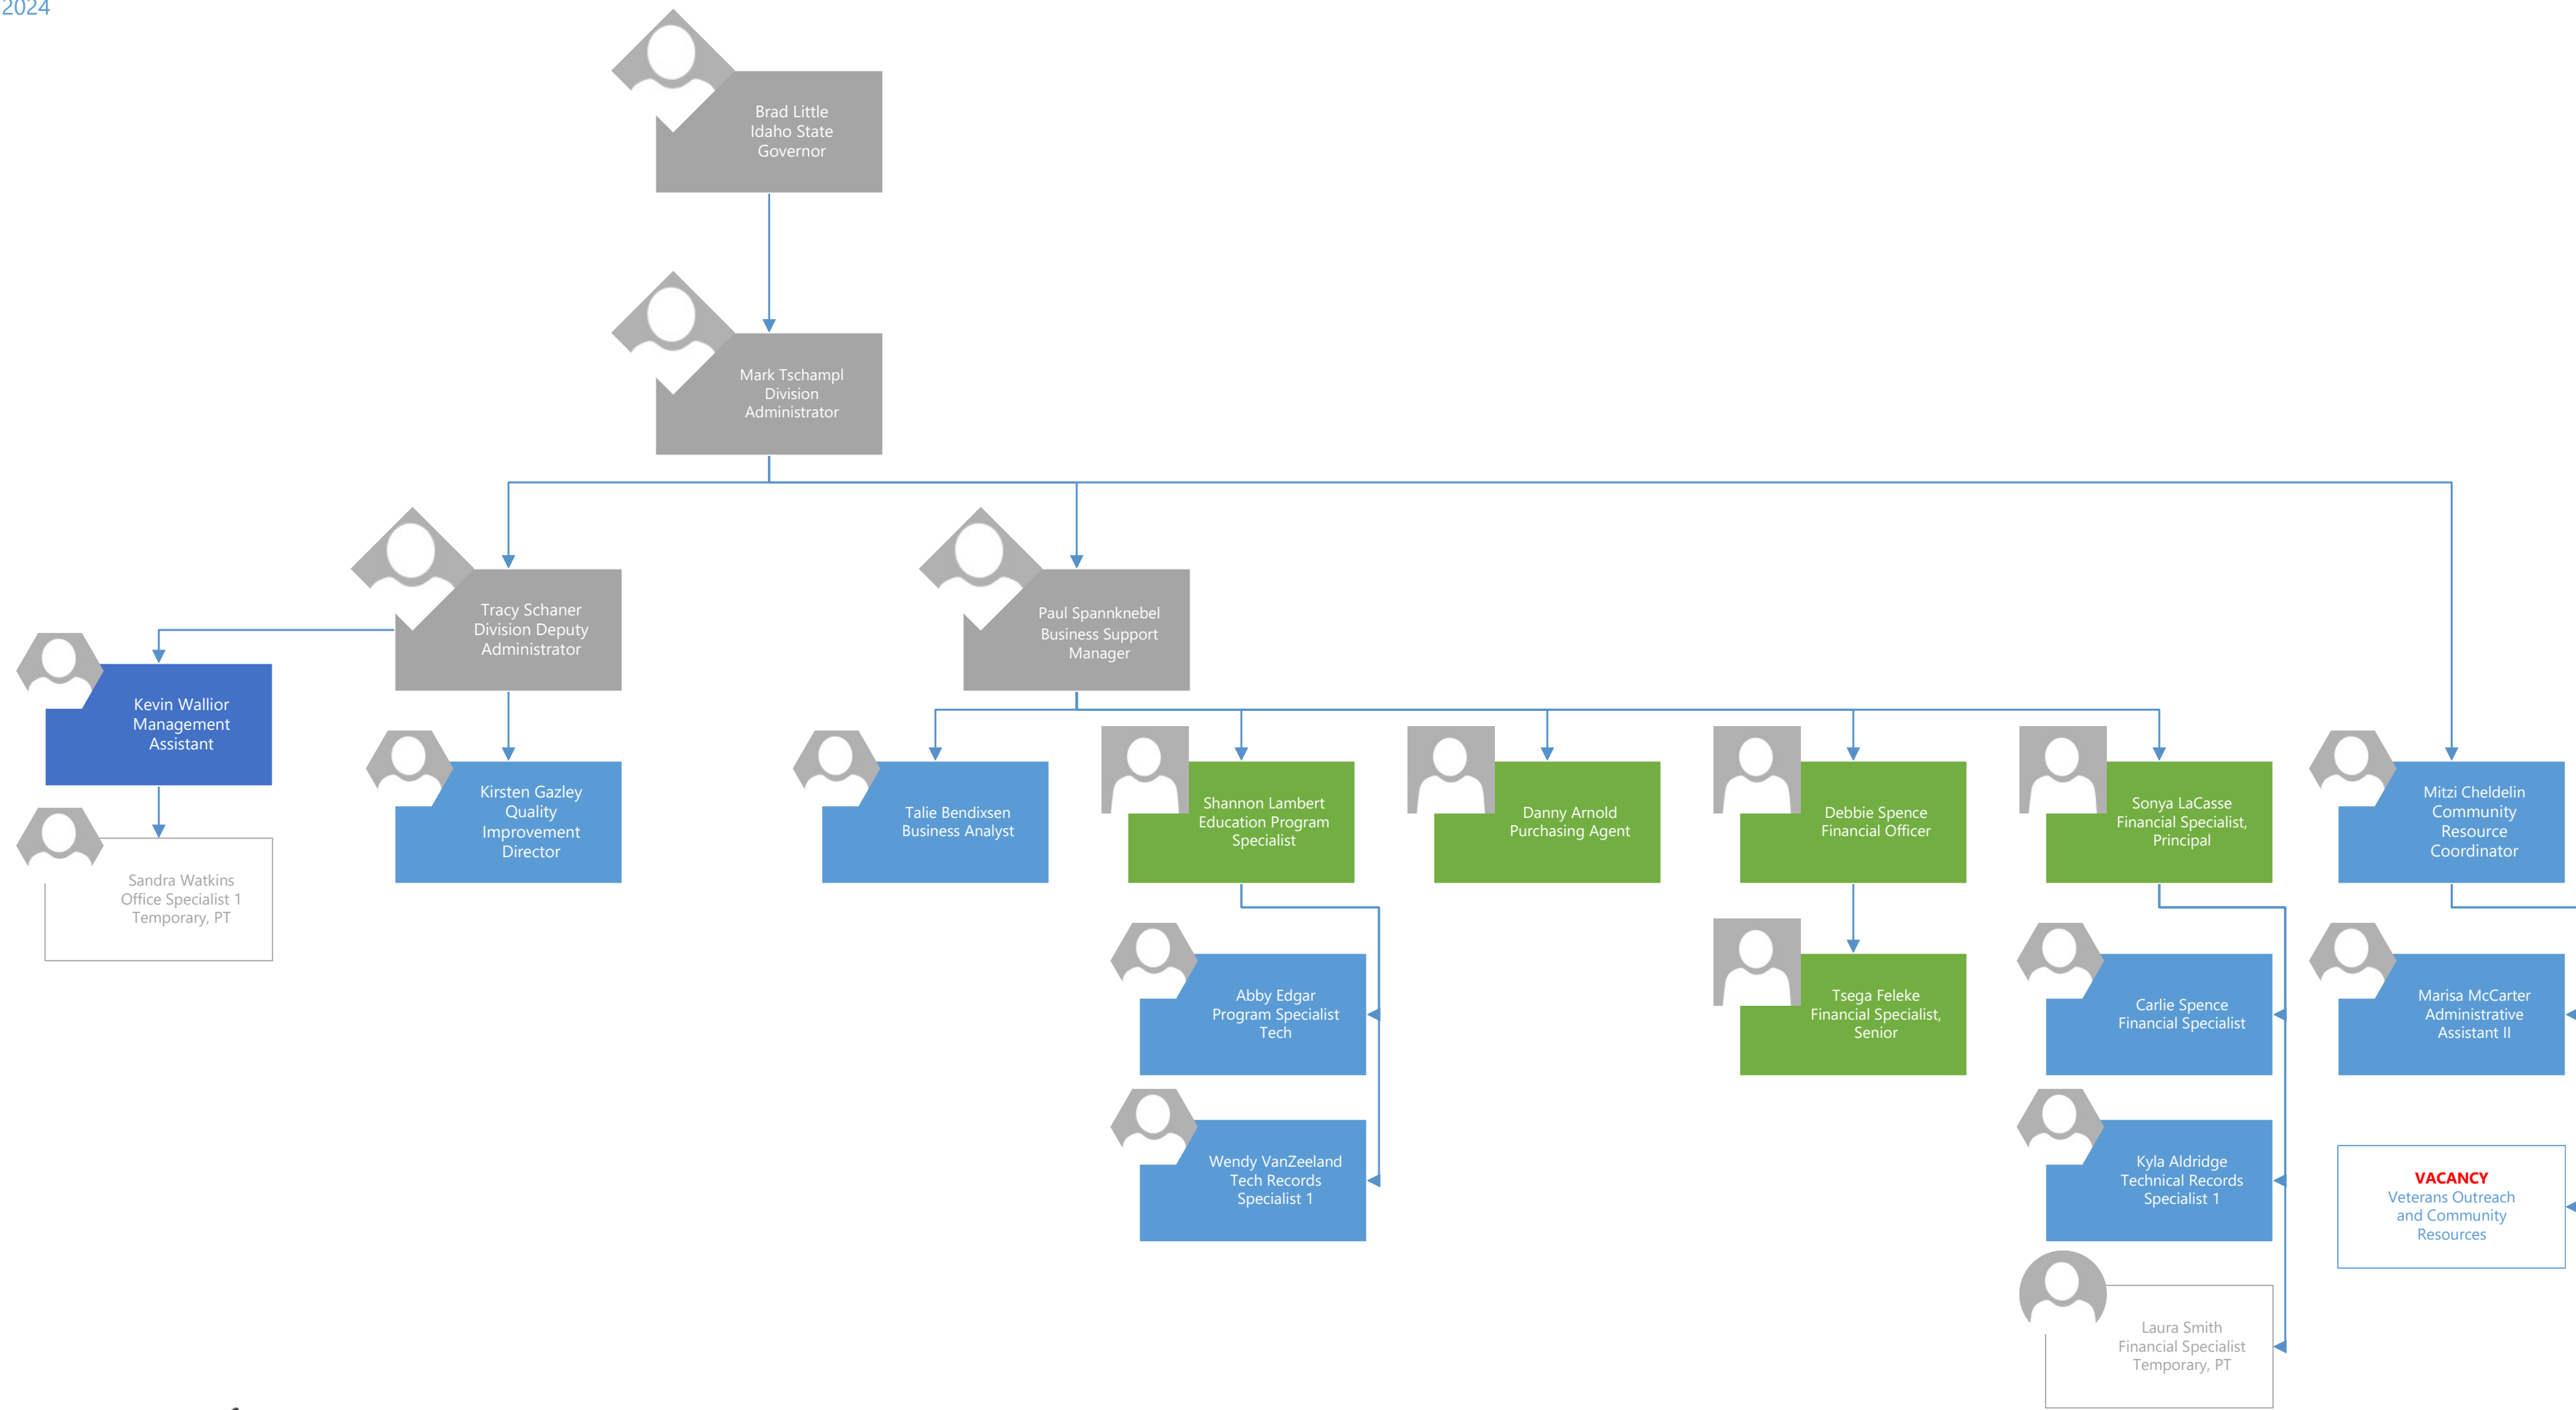 2024
Brad Little
Idaho State
Governor
Mark Tschampl
Division
Administrator
Tracy Schaner
Division Deputy
Administrator
Paul Spannknebel
Business Support
Manager
Kevin Wallior
Management
Assistant
Sandra Watkins
Office Specialist 1
Temporary, PT
Kirsten Gazley
Quality
Improvement
Director
Talie Bendixsen
Business Analyst
Shannon Lambert
Education Program
Specialist
Danny Arnold
Purchasing Agent
Debbie Spence
Financial Officer
Sonya LaCasse
Financial Specialist,
Principal
Mitzi Cheldelin
Community
Resource
Coordinator
Abby Edgar
Program Specialist
Tech
Tsega Feleke
Financial Specialist,
Senior
Carlie Spence
Financial Specialist
Marisa McCarter
Administrative
Assistant II
Wendy VanZeeland
Tech Records
Specialist 1
Kyla Aldridge
Technical Records
Specialist 1
VACANCY
Veterans Outreach
and Community
Resources
Laura Smith
Financial Specialist
Temporary, PT